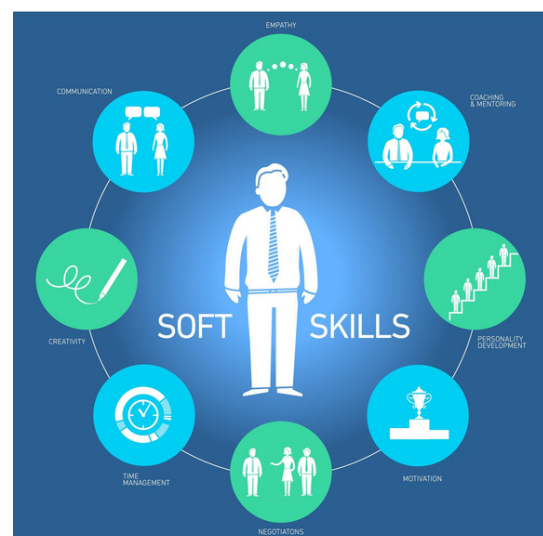 EMPATHY
COMMUNICATION
COACHING
& MENTORING
SOFT SKILLS
CREATIVITY
PERSONALITY
DEVELOPMENT
TIME
MANAGEMENT
MOTIVATION
NEGOTIATONS